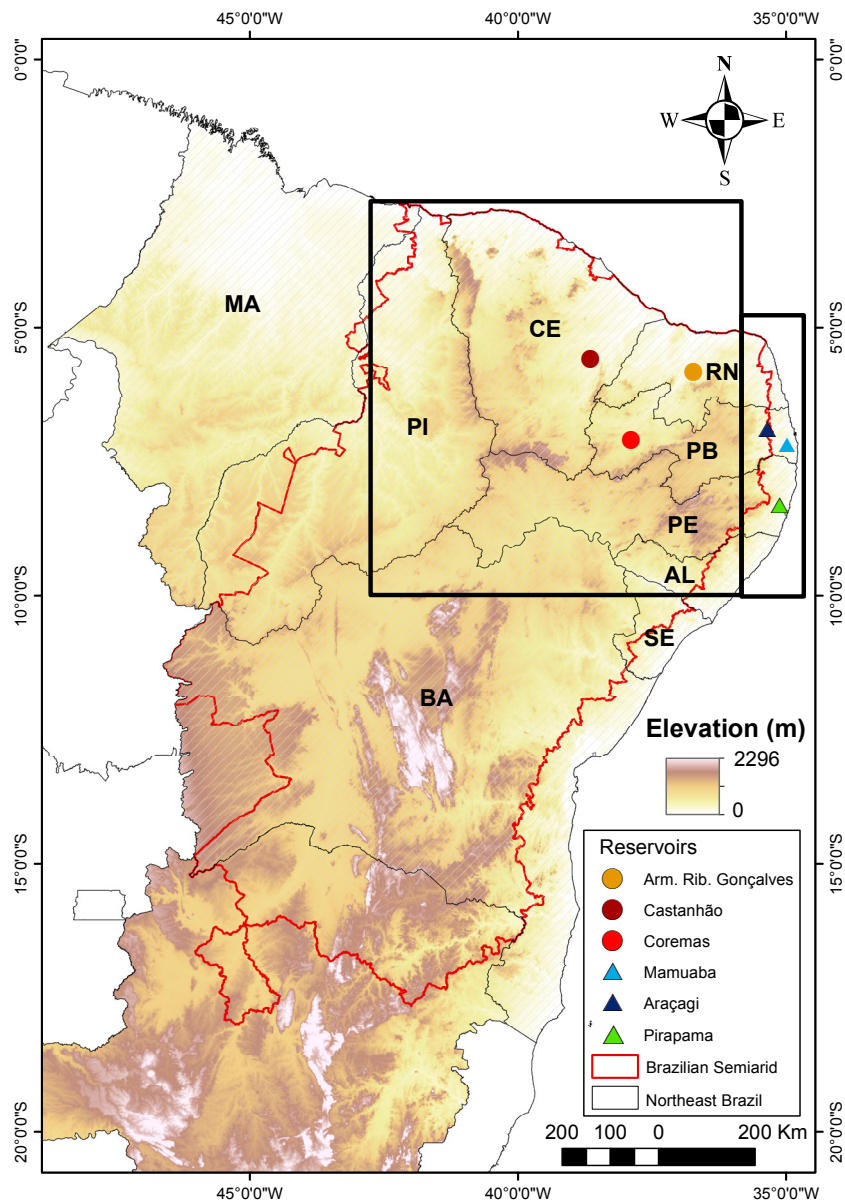 45°0'0"W 40°0'0"W 35°0'0"W
0°0'0" 0°0'0"
N
W E
S
MA
5°0'0"S 5°0'0"S
CE
RN
PI
PB
PE
AL
10°0'0"S 10°0'0"S
SE
BA
Elevation (m)
2296
0
15°0'0"S 15°0'0"S
Reservoirs
Arm. Rib. Gonçalves
Castanhão
Coremas
Mamuaba
Araçagi
Pirapama
Brazilian Semiarid
Northeast Brazil
20°0'0"S 20°0'0"S
200 100 0 200 Km
45°0'0"W 40°0'0"W 35°0'0"W